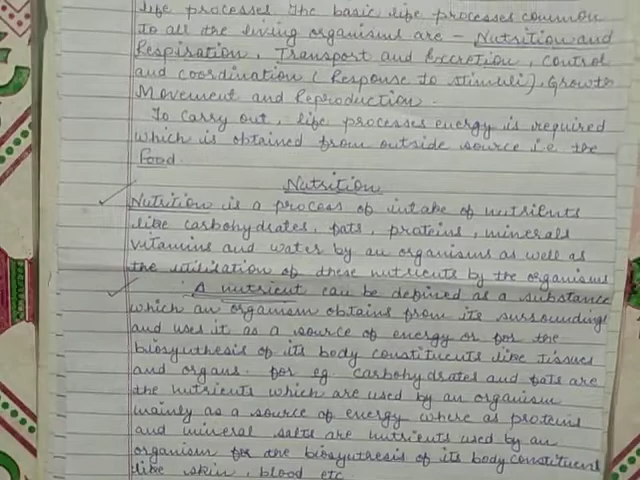 life processes. The basic life processes common
to all the living organisms are - Nutrition and
Respiration, Transport and Excretion, control
and coordination (Response to stimuli), Growth
Movement and Reproduction.
To carry out, life processes energy is required
which is obtained from outside source i.e. the
Food.
Nutrition
Nutrition is a process of intake of nutrients
like carbohydrates, fats, proteins, minerals
vitamins and water by an organisms as well as
the utilisation of these nutrients by the organisms
A nutrient can be defined as a substance
which an organism obtains from its surroundings
and uses it as a source of energy or for the
biosynthesis of its body constituents like tissues
and organs. for eg. carbohydrates and fats are
the nutrients which are used by an organism
mainly as a source of energy where as proteins
and mineral salts are nutrients used by an
organism for the biosynthesis of its body constituent
like skin, blood etc